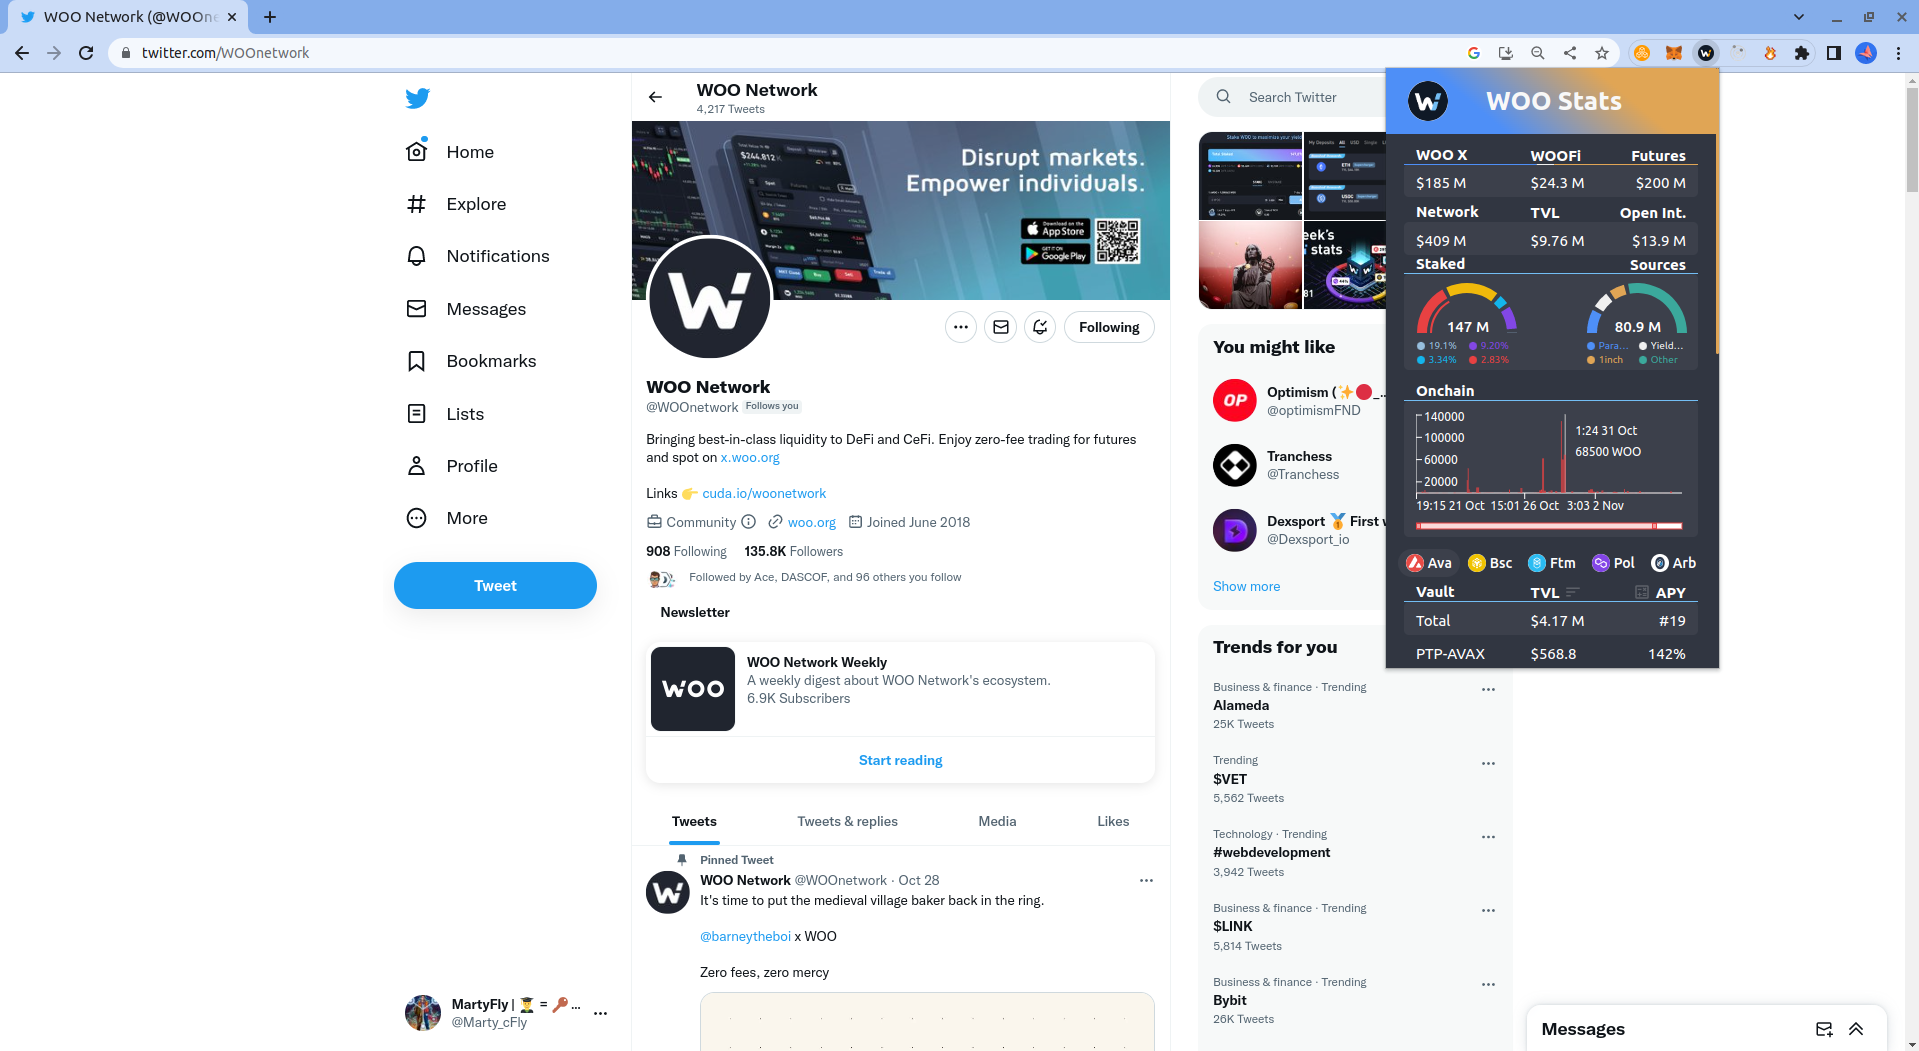 WOO Network (@WOOne
twitter.com/WOOnetwork
Home
Explore
Notifications
Messages
Bookmarks
Lists
Profile
More
Tweet
MartyFly | = ...
@Marty_cFly
WOO Network
4,217 Tweets
Disrupt markets.
Empower individuals.
Download on the
App Store
GET IT ON
Google Play
$244,812
Following
WOO Network
@WOOnetwork Follows you
Bringing best-in-class liquidity to DeFi and CeFi. Enjoy zero-fee trading for futures
and spot on x.woo.org
Links 👉 cuda.io/woonetwork
Community woo.org Joined June 2018
908 Following 135.8K Followers
Followed by Ace, DASCOF, and 96 others you follow
Newsletter
WOO
WOO Network Weekly
A weekly digest about WOO Network's ecosystem.
6.9K Subscribers
Start reading
Tweets Tweets & replies Media Likes
Pinned Tweet
WOO Network @WOOnetwork · Oct 28
It's time to put the medieval village baker back in the ring.
@barneytheboi x WOO
Zero fees, zero mercy
Search Twitter
eek's
stats
You might like
OP
Optimism (✨🔴_...
@optimismFND
Tranchess
@Tranchess
Dexsport 🥇 First w
@Dexsport_io
Show more
Trends for you
Business & finance · Trending
Alameda
25K Tweets
Trending
$VET
5,562 Tweets
Technology · Trending
#webdevelopment
3,942 Tweets
Business & finance · Trending
$LINK
5,814 Tweets
Business & finance · Trending
Bybit
26K Tweets
WOO Stats
WOO X WOOFi Futures
$185 M $24.3 M $200 M
Network TVL Open Int.
$409 M $9.76 M $13.9 M
Staked Sources
147 M 80.9 M
19.1% 9.20% Para... Yield...
3.34% 2.83% 1inch Other
Onchain
140000
100000
60000
20000
1:24 31 Oct
68500 WOO
19:15 21 Oct 15:01 26 Oct 3:03 2 Nov
Ava Bsc Ftm Pol Arb
Vault TVL APY
Total $4.17 M #19
PTP-AVAX $568.8 142%
Messages